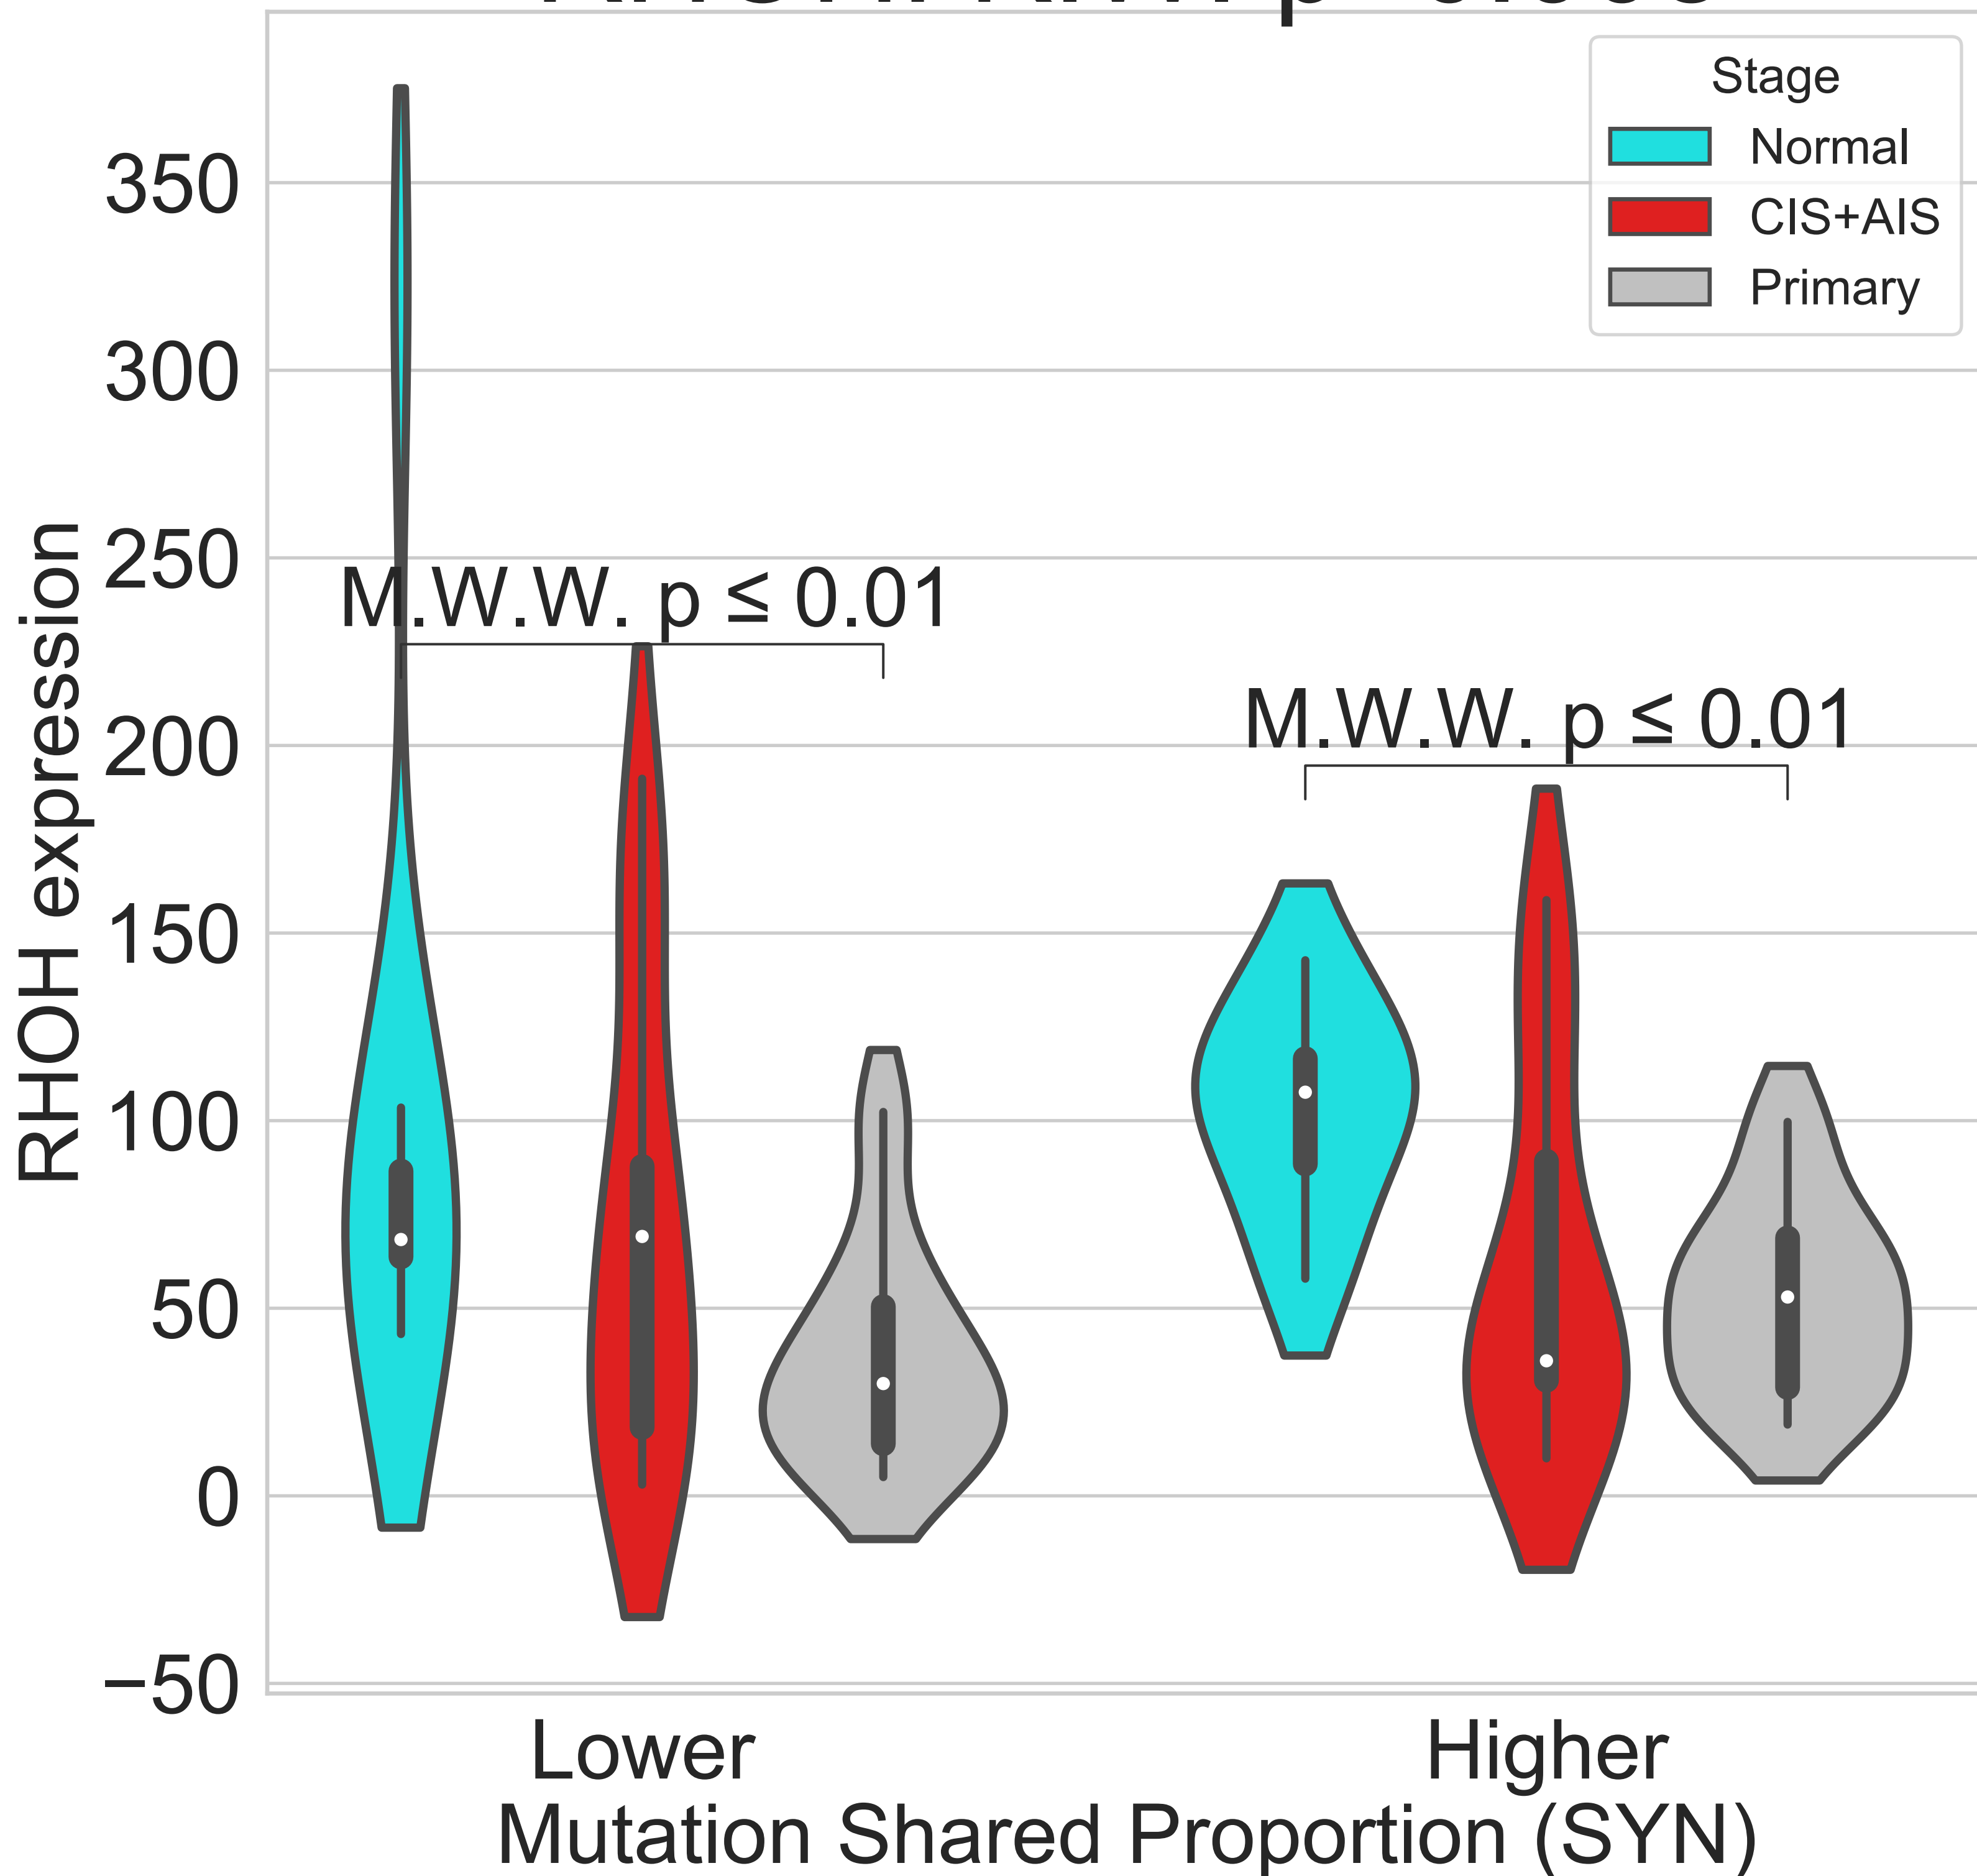 Stage
Normal
CIS+AIS
Primary
350
300
250
200
150
100
50
0
−50
RHOH expression
M.W.W. p ≤ 0.01
M.W.W. p ≤ 0.01
Lower
Higher
Mutation Shared Proportion (SYN)